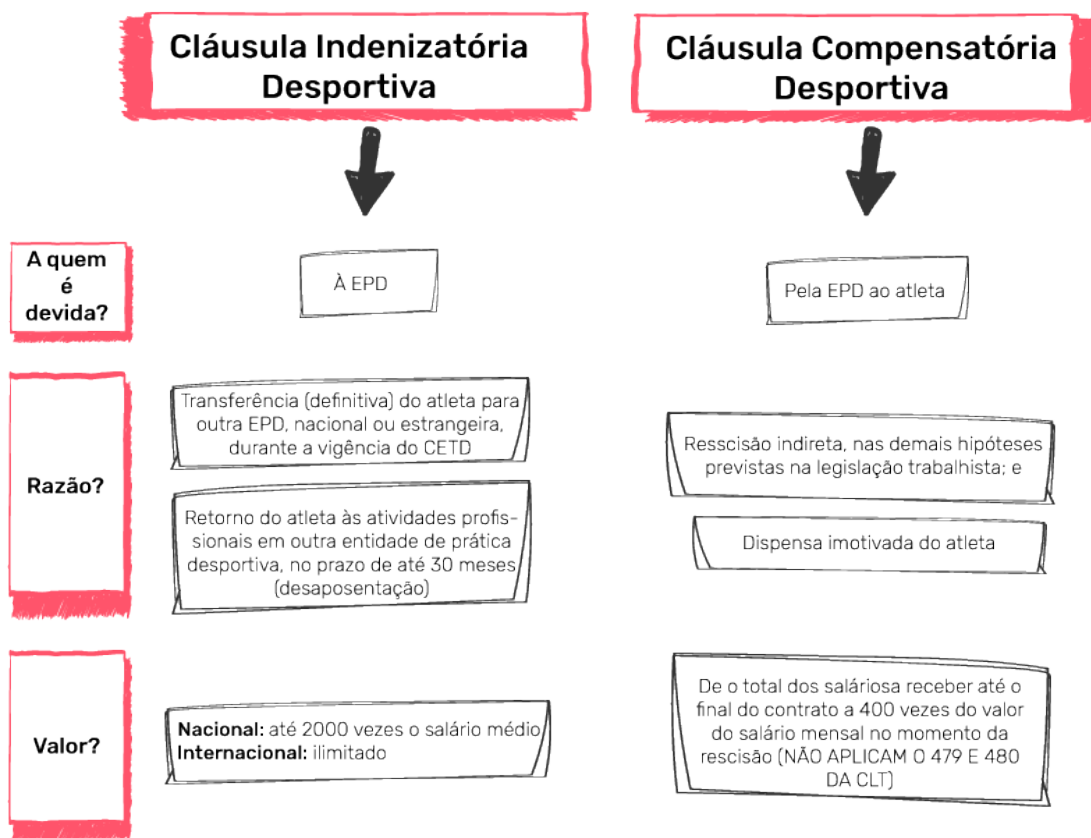 Cláusula Indenizatória
Desportiva
Cláusula Compensatória
Desportiva
A quem
é
devida?
À EPD
Pela EPD ao atleta
Razão?
Transferência (definitiva) do atleta para
outra EPD, nacional ou estrangeira,
durante a vigência do CETD
Retorno do atleta às atividades profis-
sionais em outra entidade de prática
desportiva, no prazo de até 30 meses
(desaposentação)
Resscisão indireta, nas demais hipóteses
previstas na legislação trabalhista; e
Dispensa imotivada do atleta
Valor?
Nacional: até 2000 vezes o salário médio
Internacional: ilimitado
De o total dos saláriosa receber até o
final do contrato a 400 vezes do valor
do salário mensal no momento da
rescisão (NÃO APLICAM O 479 E 480
DA CLT)